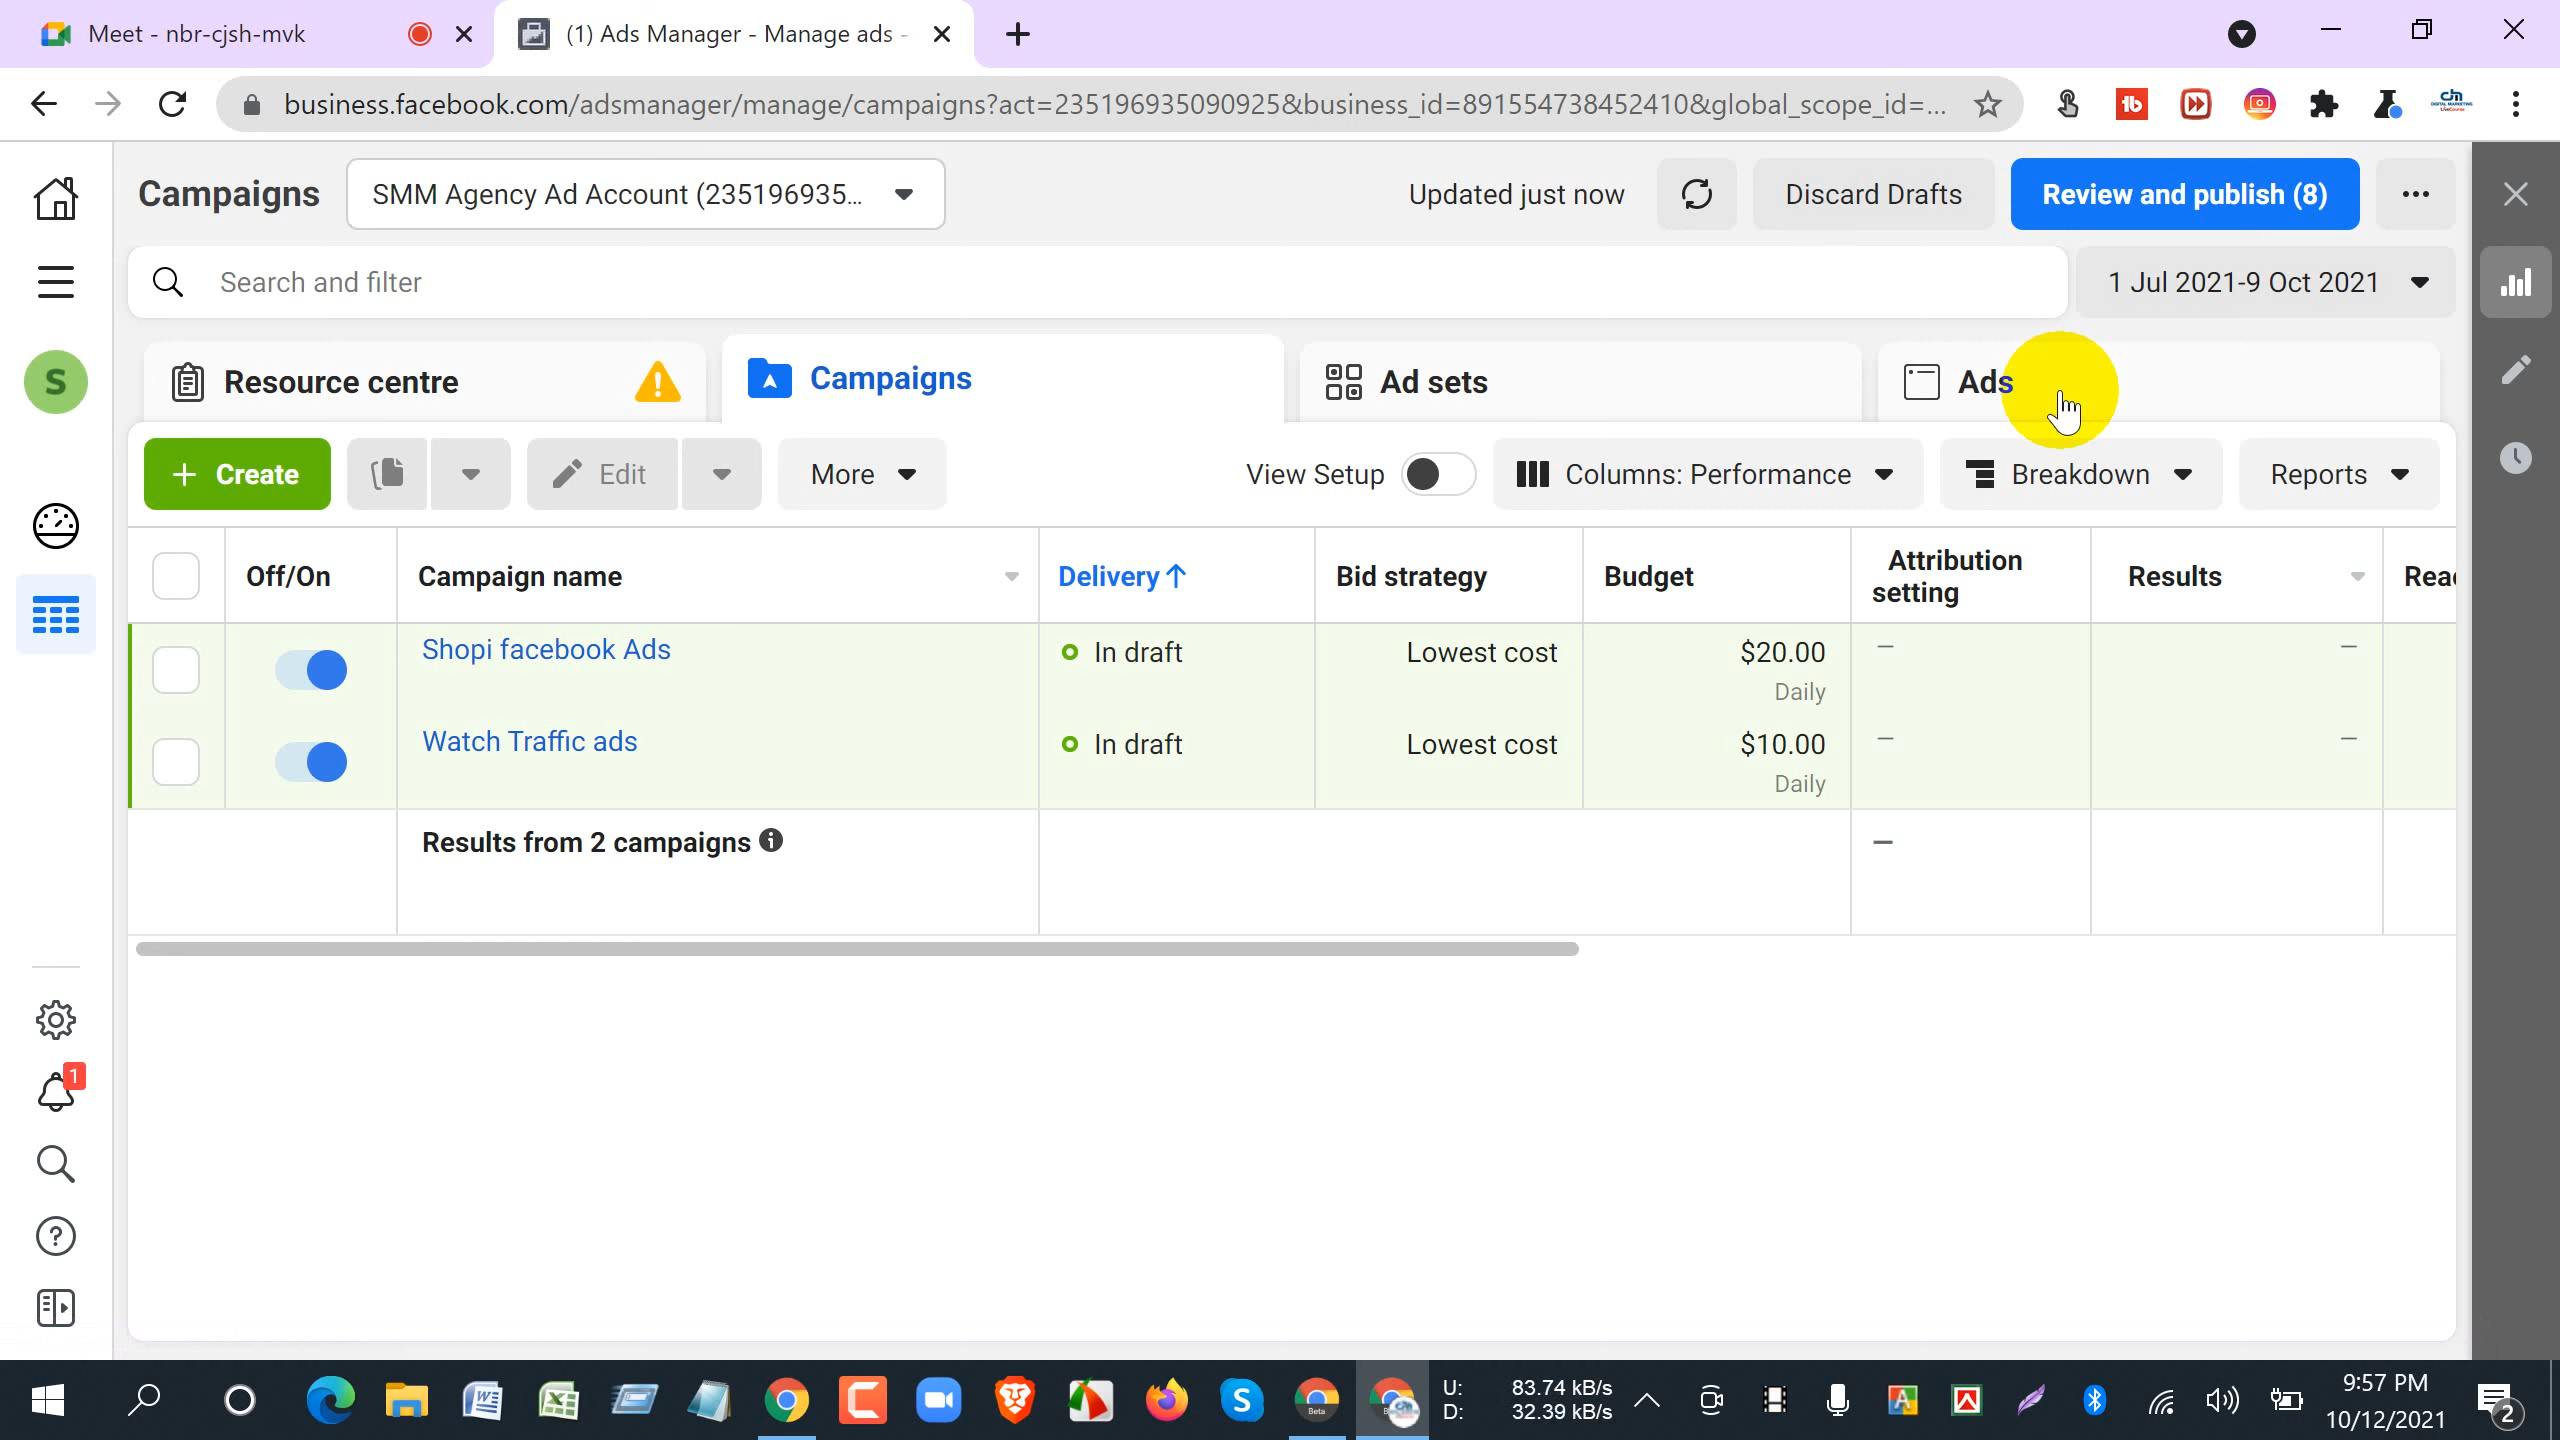 Meet - nbr-cjsh-mvk
(1) Ads Manager - Manage ads -
business.facebook.com/adsmanager/manage/campaigns?act=235196935090925&business_id=891554738452410&global_scope_id=...
Campaigns
SMM Agency Ad Account (235196935...
Updated just now
Discard Drafts
Review and publish (8)
Search and filter
1 Jul 2021-9 Oct 2021
S
Resource centre
Campaigns
Ad sets
Ads
+ Create
Edit
More
View Setup
Columns: Performance
Breakdown
Reports
Off/On
Campaign name
Delivery ↑
Bid strategy
Budget
Attribution
setting
Results
Reac
Shopi facebook Ads
In draft
Lowest cost
$20.00
Daily
—
—
Watch Traffic ads
In draft
Lowest cost
$10.00
Daily
—
—
Results from 2 campaigns
—
1
U: 83.74 kB/s
D: 32.39 kB/s
Beta
9:57 PM
10/12/2021
2